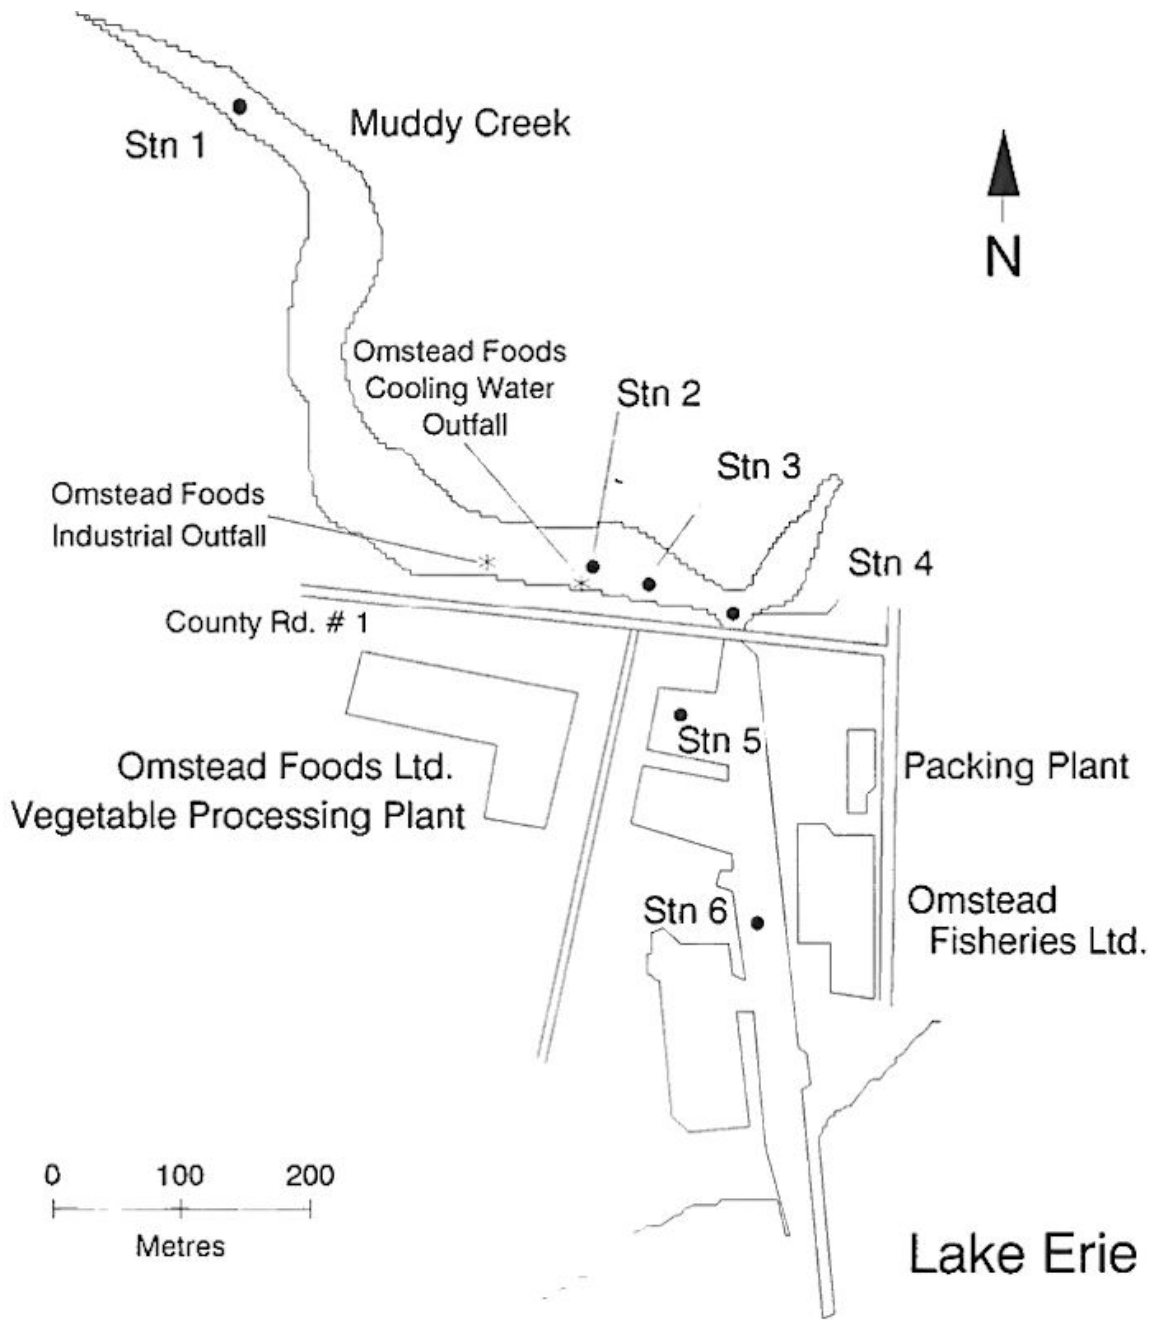 Muddy Creek
Stn 1
N
Omstead Foods
Cooling Water
Outfall
Stn 2
Stn 3
Omstead Foods
Industrial Outfall
Stn 4
County Rd. # 1
Stn 5
Omstead Foods Ltd.
Vegetable Processing Plant
Packing Plant
Stn 6
Omstead
Fisheries Ltd.
0 100 200
Metres
Lake Erie